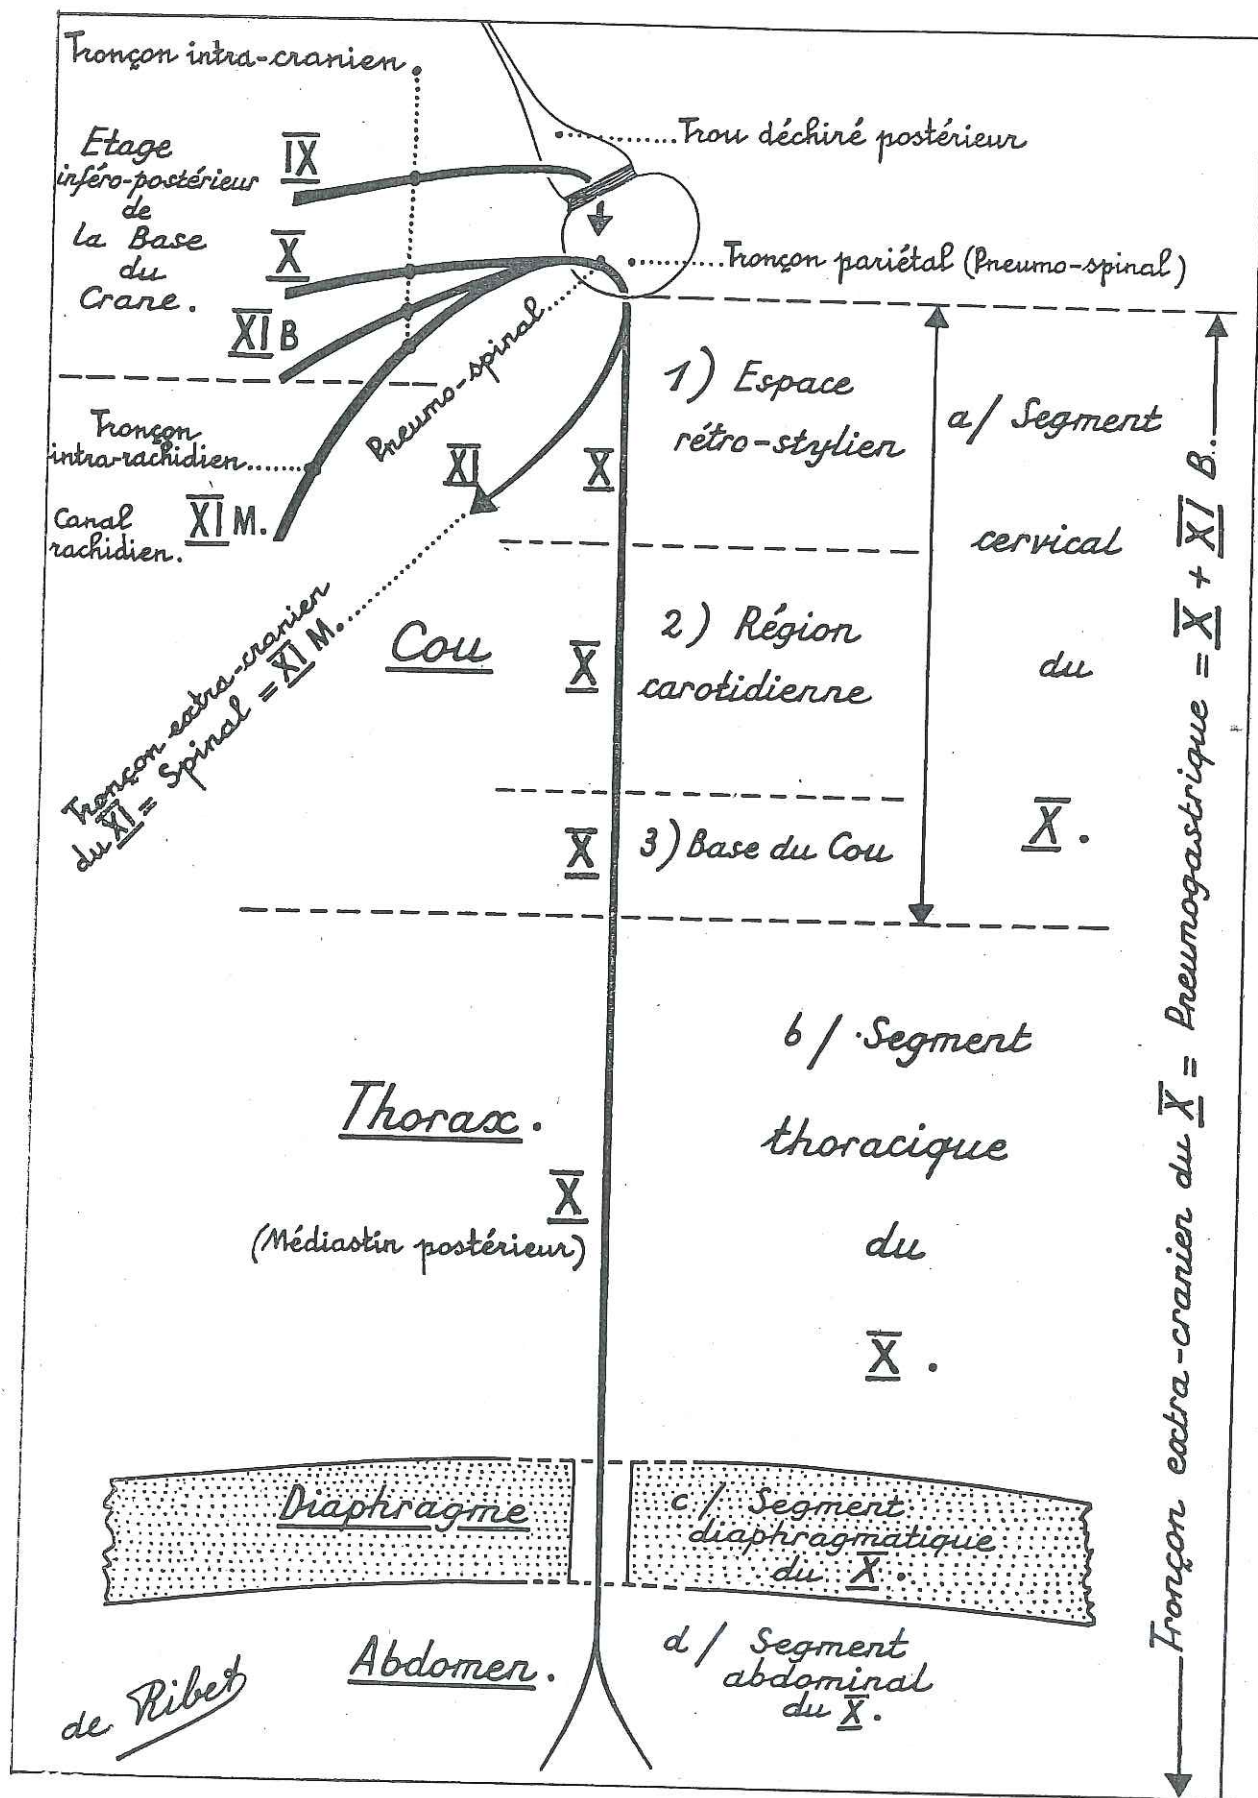 Tronçon intra-cranien
Etage
inféro-postérieur
de
la Base
du
Crane.
IX
X
XI B
Trou déchiré postérieur
Tronçon pariétal (Pneumo-spinal)
Pneumo-spinal
Tronçon
intra-rachidien
Canal
rachidien.
XI M.
XI
X
1) Espace
rétro-stylien
a/ Segment
cervical
du
X.
Tronçon extra-cranien
du XI = Spinal = XI M.
Cou
X
2) Région
carotidienne
X
3) Base du Cou
Thorax.
X
(Médiastin postérieur)
b/ Segment
thoracique
du
X.
Diaphragme
c/ Segment
diaphragmatique
du X.
Abdomen.
d/ Segment
abdominal
du X.
Tronçon extra-cranien du X = Pneumogastrique = X + XI B.
de Ribet